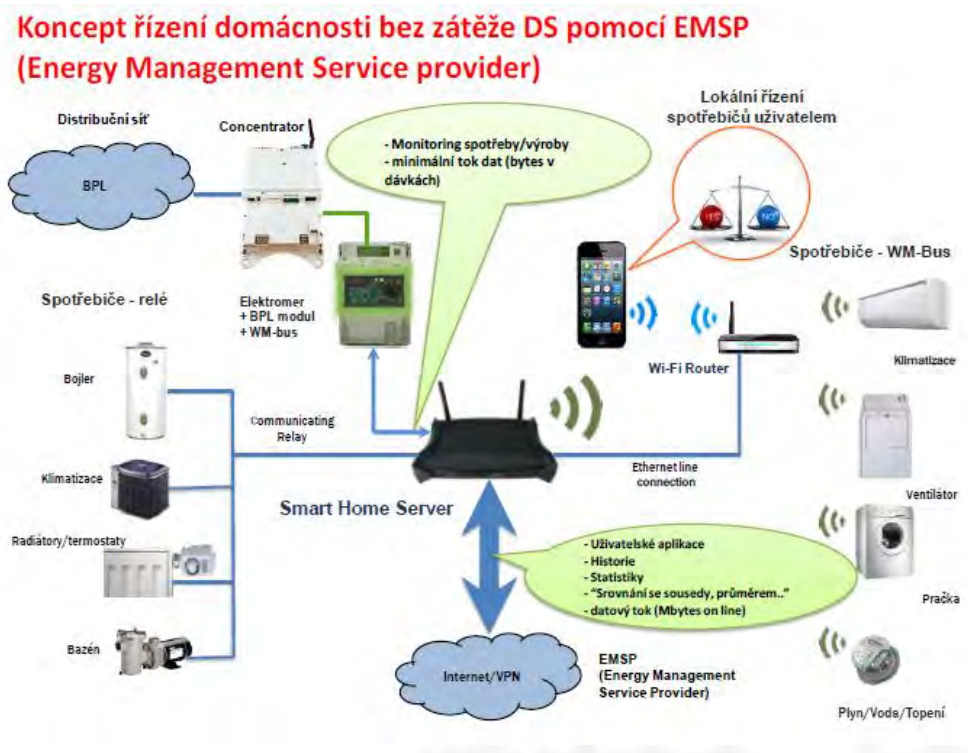 Koncept řízení domácnosti bez zátěže DS pomocí EMSP
(Energy Management Service provider)
Distribuční síť
BPL
Concentrator
- Monitoring spotřeby/výroby
- minimální tok dat (bytes v
dávkách)
Lokální řízení
spotřebičů uživatelem
YES
NO
Spotřebiče - WM-Bus
Spotřebiče - relé
Elektromer
+ BPL modul
+ WM-bus
Wi-Fi Router
Klimatizace
Bojler
Communicating
Relay
Ethernet line
connection
Klimatizace
Ventilátor
Smart Home Server
Radiátory/termostaty
- Uživatelské aplikace
- Historie
- Statistiky
- "Srovnání se sousedy, průměrem.."
- datový tok (Mbytes on line)
Pračka
Bazén
Internet/VPN
EMSP
(Energy Management
Service Provider)
Plyn/Voda/Topení